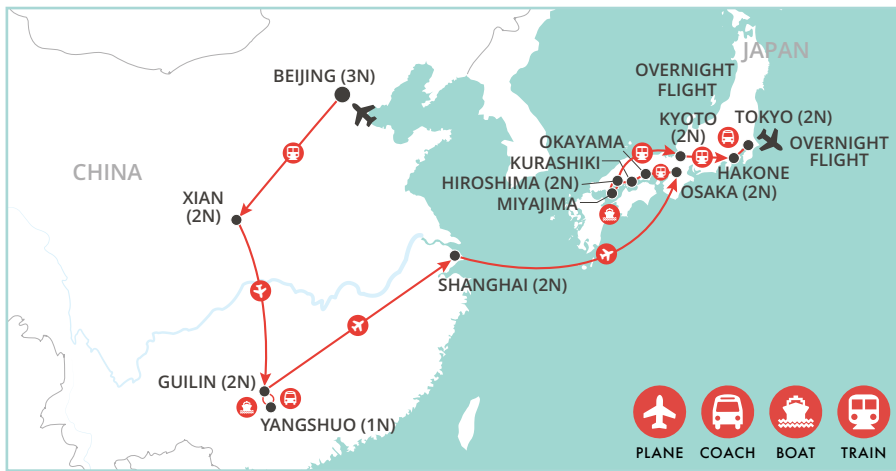 JAPAN
BEIJING (3N)
OVERNIGHT
FLIGHT
KYOTO
(2N)
TOKYO (2N)
OVERNIGHT
FLIGHT
OKAYAMA
KURASHIKI
HIROSHIMA (2N)
MIYAJIMA
HAKONE
OSAKA (2N)
CHINA
XIAN
(2N)
SHANGHAI (2N)
GUILIN (2N)
YANGSHUO (1N)
PLANE
COACH
BOAT
TRAIN